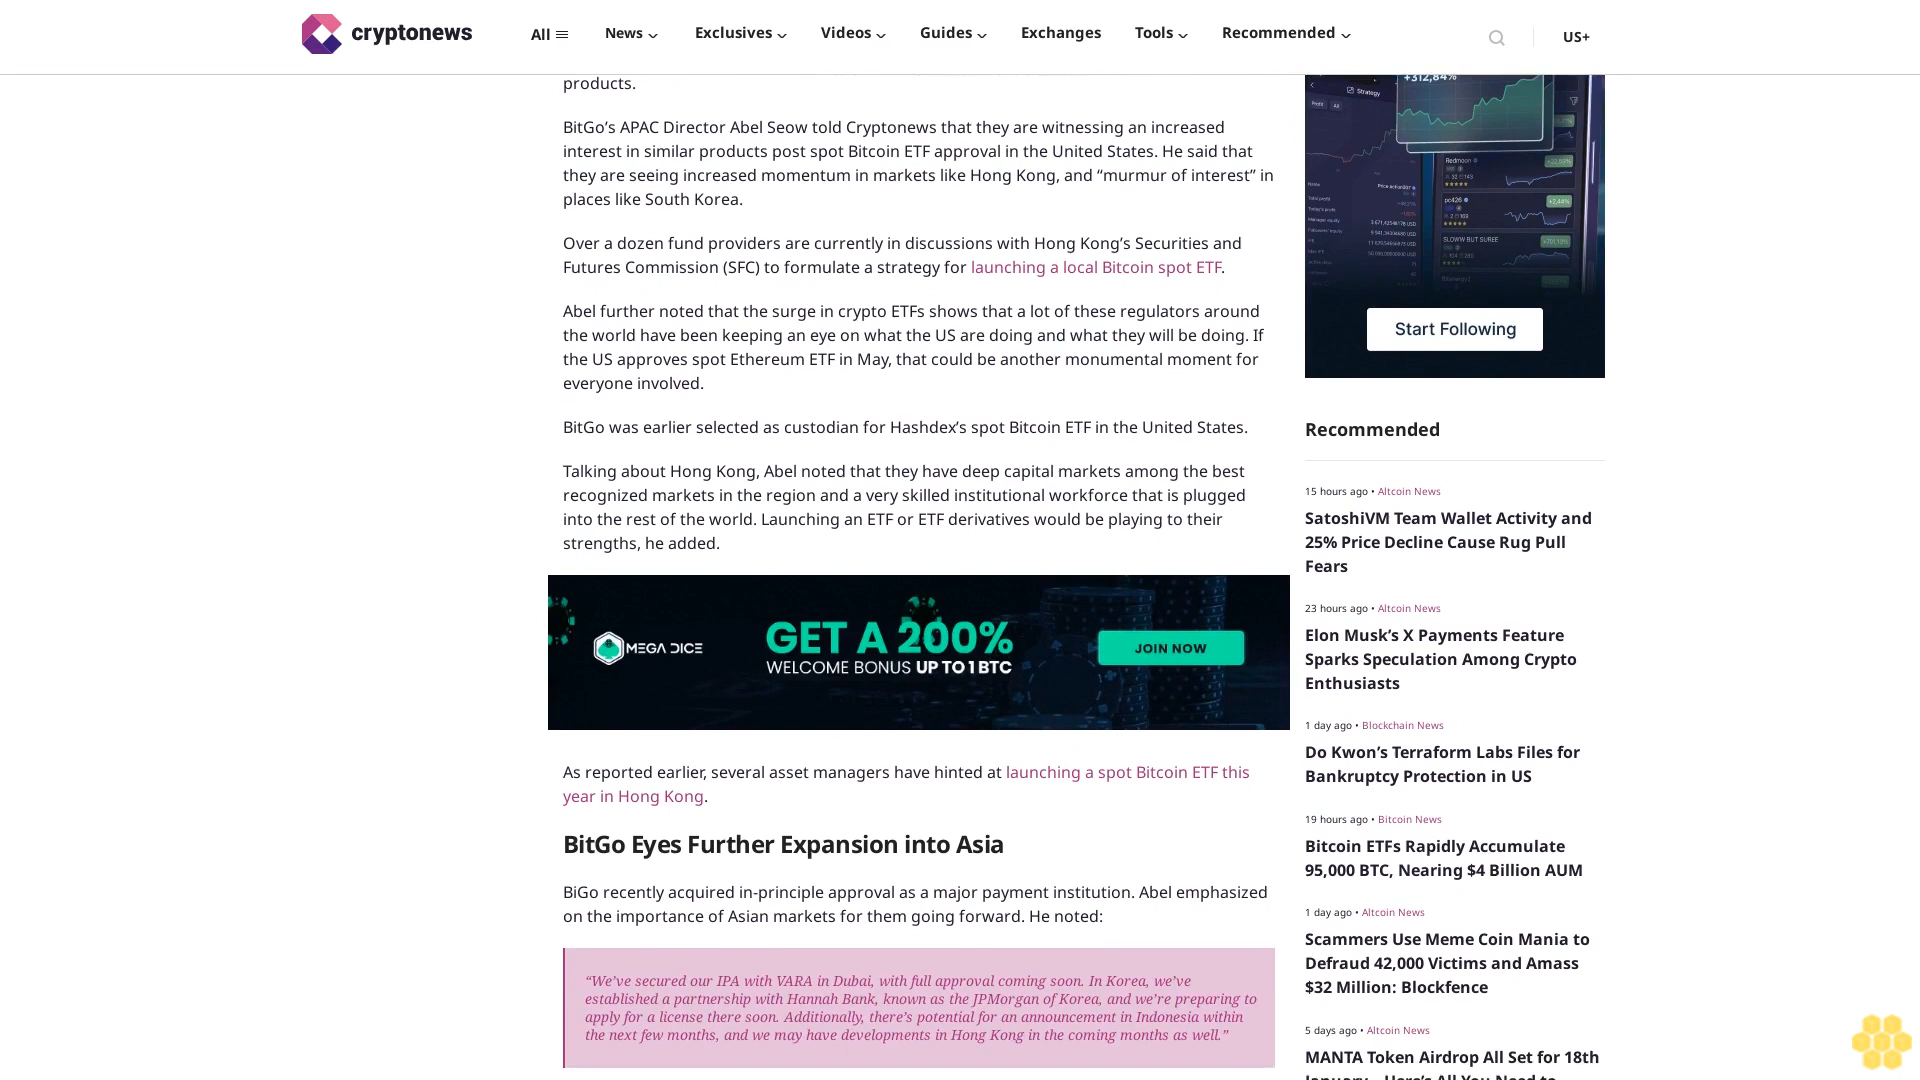 cryptonews
All
News
Exclusives
Videos
Guides
Exchanges
Tools
Recommended
US+
products.
BitGo’s APAC Director Abel Seow told Cryptonews that they are witnessing an increased
interest in similar products post spot Bitcoin ETF approval in the United States. He said that
they are seeing increased momentum in markets like Hong Kong, and “murmur of interest” in
places like South Korea.
Over a dozen fund providers are currently in discussions with Hong Kong’s Securities and
Futures Commission (SFC) to formulate a strategy for launching a local Bitcoin spot ETF.
Abel further noted that the surge in crypto ETFs shows that a lot of these regulators around
the world have been keeping an eye on what the US are doing and what they will be doing. If
the US approves spot Ethereum ETF in May, that could be another monumental moment for
everyone involved.
BitGo was earlier selected as custodian for Hashdex’s spot Bitcoin ETF in the United States.
Talking about Hong Kong, Abel noted that they have deep capital markets among the best
recognized markets in the region and a very skilled institutional workforce that is plugged
into the rest of the world. Launching an ETF or ETF derivatives would be playing to their
strengths, he added.
MEGA DICE
GET A 200%
WELCOME BONUS UP TO 1 BTC
JOIN NOW
As reported earlier, several asset managers have hinted at launching a spot Bitcoin ETF this
year in Hong Kong.
BitGo Eyes Further Expansion into Asia
BiGo recently acquired in-principle approval as a major payment institution. Abel emphasized
on the importance of Asian markets for them going forward. He noted:
“We’ve secured our IPA with VARA in Dubai, with full approval coming soon. In Korea, we’ve
established a partnership with Hannah Bank, known as the JPMorgan of Korea, and we’re preparing to
apply for a license there soon. Additionally, there’s potential for an announcement in Indonesia within
the next few months, and we may have developments in Hong Kong in the coming months as well.”
+312,84%
Strategy
Profit
All
Redmoon
pc426
+2,44%
SLOWW BUT SUREE
Name
Start Following
Recommended
15 hours ago • Altcoin News
SatoshiVM Team Wallet Activity and
25% Price Decline Cause Rug Pull
Fears
23 hours ago • Altcoin News
Elon Musk’s X Payments Feature
Sparks Speculation Among Crypto
Enthusiasts
1 day ago • Blockchain News
Do Kwon’s Terraform Labs Files for
Bankruptcy Protection in US
19 hours ago • Bitcoin News
Bitcoin ETFs Rapidly Accumulate
95,000 BTC, Nearing $4 Billion AUM
1 day ago • Altcoin News
Scammers Use Meme Coin Mania to
Defraud 42,000 Victims and Amass
$32 Million: Blockfence
5 days ago • Altcoin News
MANTA Token Airdrop All Set for 18th
January – Here’s All You Need to